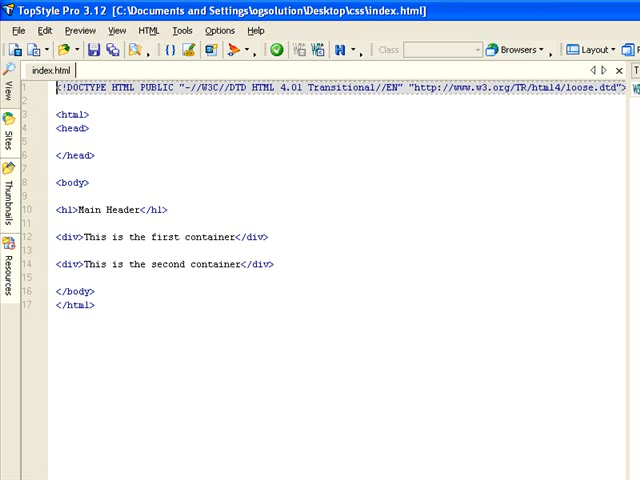 TopStyle Pro 3.12 [C:\Documents and Settings\ogsolution\Desktop\css\index.html]
File Edit Preview View HTML Tools Options Help
Class Browsers Layout Pr
index.html T
View
Sites
Thumbnails
Resources
1 <!DOCTYPE HTML PUBLIC "-//W3C//DTD HTML 4.01 Transitional//EN" "http://www.w3.org/TR/html4/loose.dtd">
2
3 <html>
4 <head>
5
6 </head>
7
8 <body>
9
10 <h1>Main Header</h1>
11
12 <div>This is the first container</div>
13
14 <div>This is the second container</div>
15
16 </body>
17 </html>